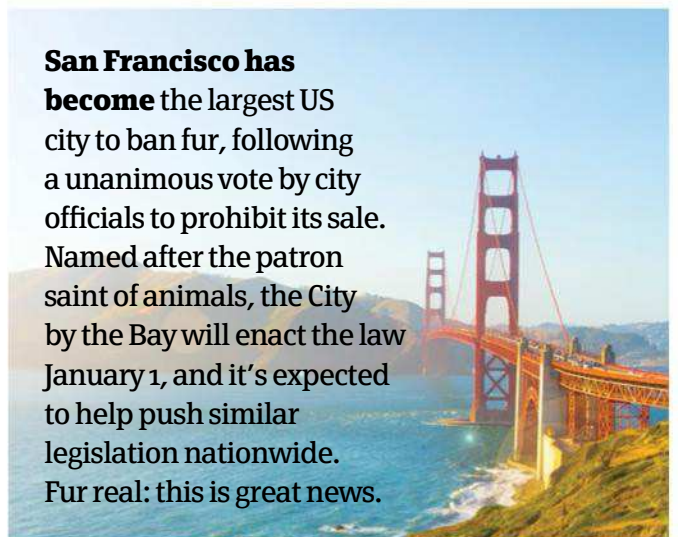 San Francisco has
become the largest US
city to ban fur, following
a unanimous vote by city
officials to prohibit its sale.
Named after the patron
saint of animals, the City
by the Bay will enact the law
January 1, and it’s expected
to help push similar
legislation nationwide.
Fur real: this is great news.